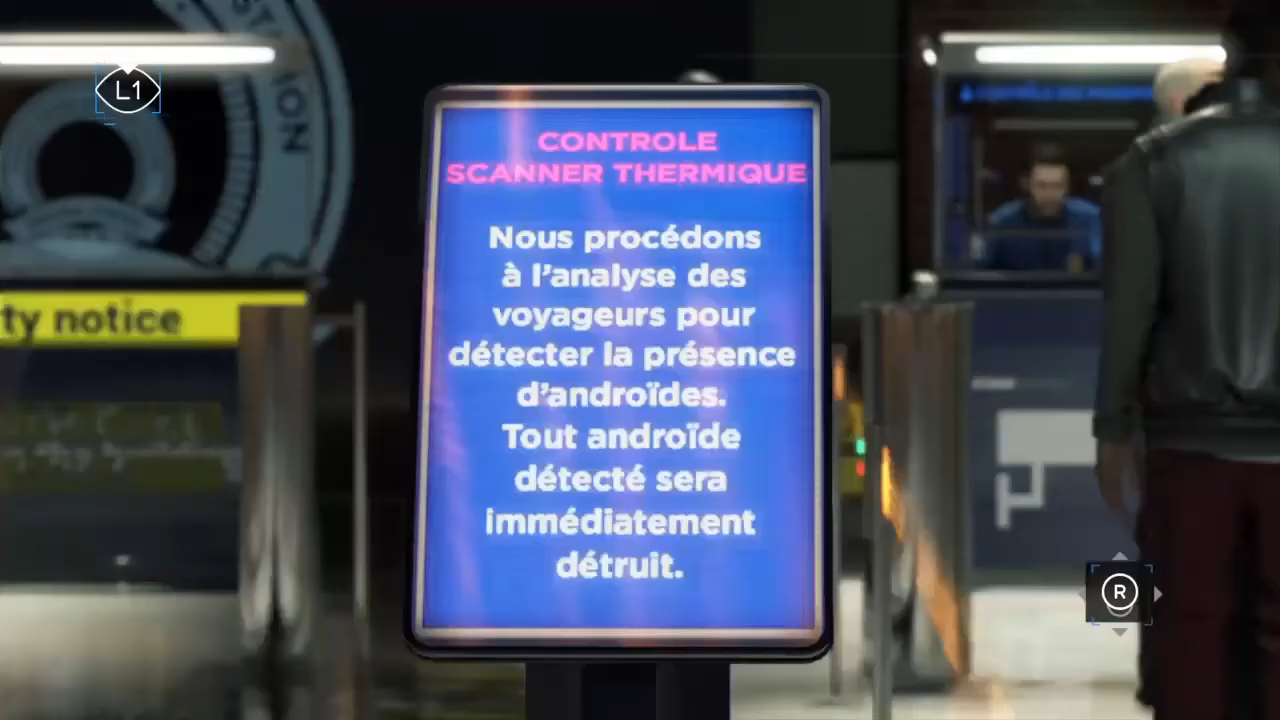 L1
STATION
CONTROLE
SCANNER THERMIQUE
Nous procédons
à l'analyse des
voyageurs pour
détecter la présence
d'androïdes.
Tout androïde
détecté sera
immédiatement
détruit.
ty notice
R